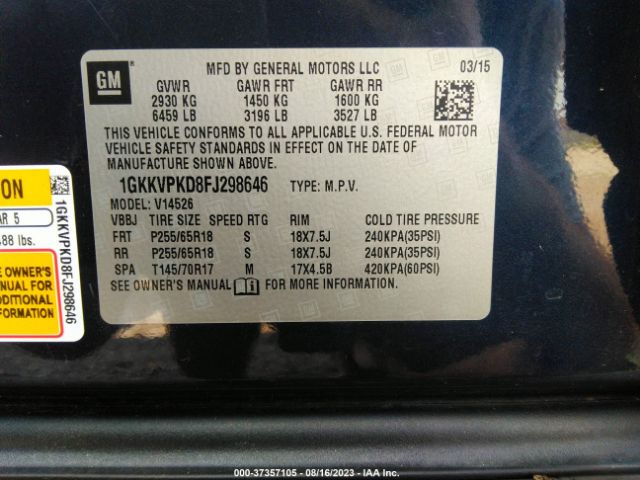 GM
MFD BY GENERAL MOTORS LLC
03/15
GVWR GAWR FRT GAWR RR
2930 KG 1450 KG 1600 KG
6459 LB 3196 LB 3527 LB
THIS VEHICLE CONFORMS TO ALL APPLICABLE U.S. FEDERAL MOTOR
VEHICLE SAFETY STANDARDS IN EFFECT ON THE DATE OF
MANUFACTURE SHOWN ABOVE.
1GKKVPKD8FJ298646 TYPE: M.P.V.
MODEL: V14526
VBBJ TIRE SIZE SPEED RTG RIM COLD TIRE PRESSURE
FRT P255/65R18 S 18X7.5J 240KPA(35PSI)
RR P255/65R18 S 18X7.5J 240KPA(35PSI)
SPA T145/70R17 M 17X4.5B 420KPA(60PSI)
SEE OWNER'S MANUAL FOR MORE INFORMATION.
ON
AR 5
88 lbs.
E OWNER'S
NUAL FOR
ADDITIONAL
FORMATION
1GKKVPKD8FJ298646
000-37357105 - 08/16/2023 - IAA Inc.